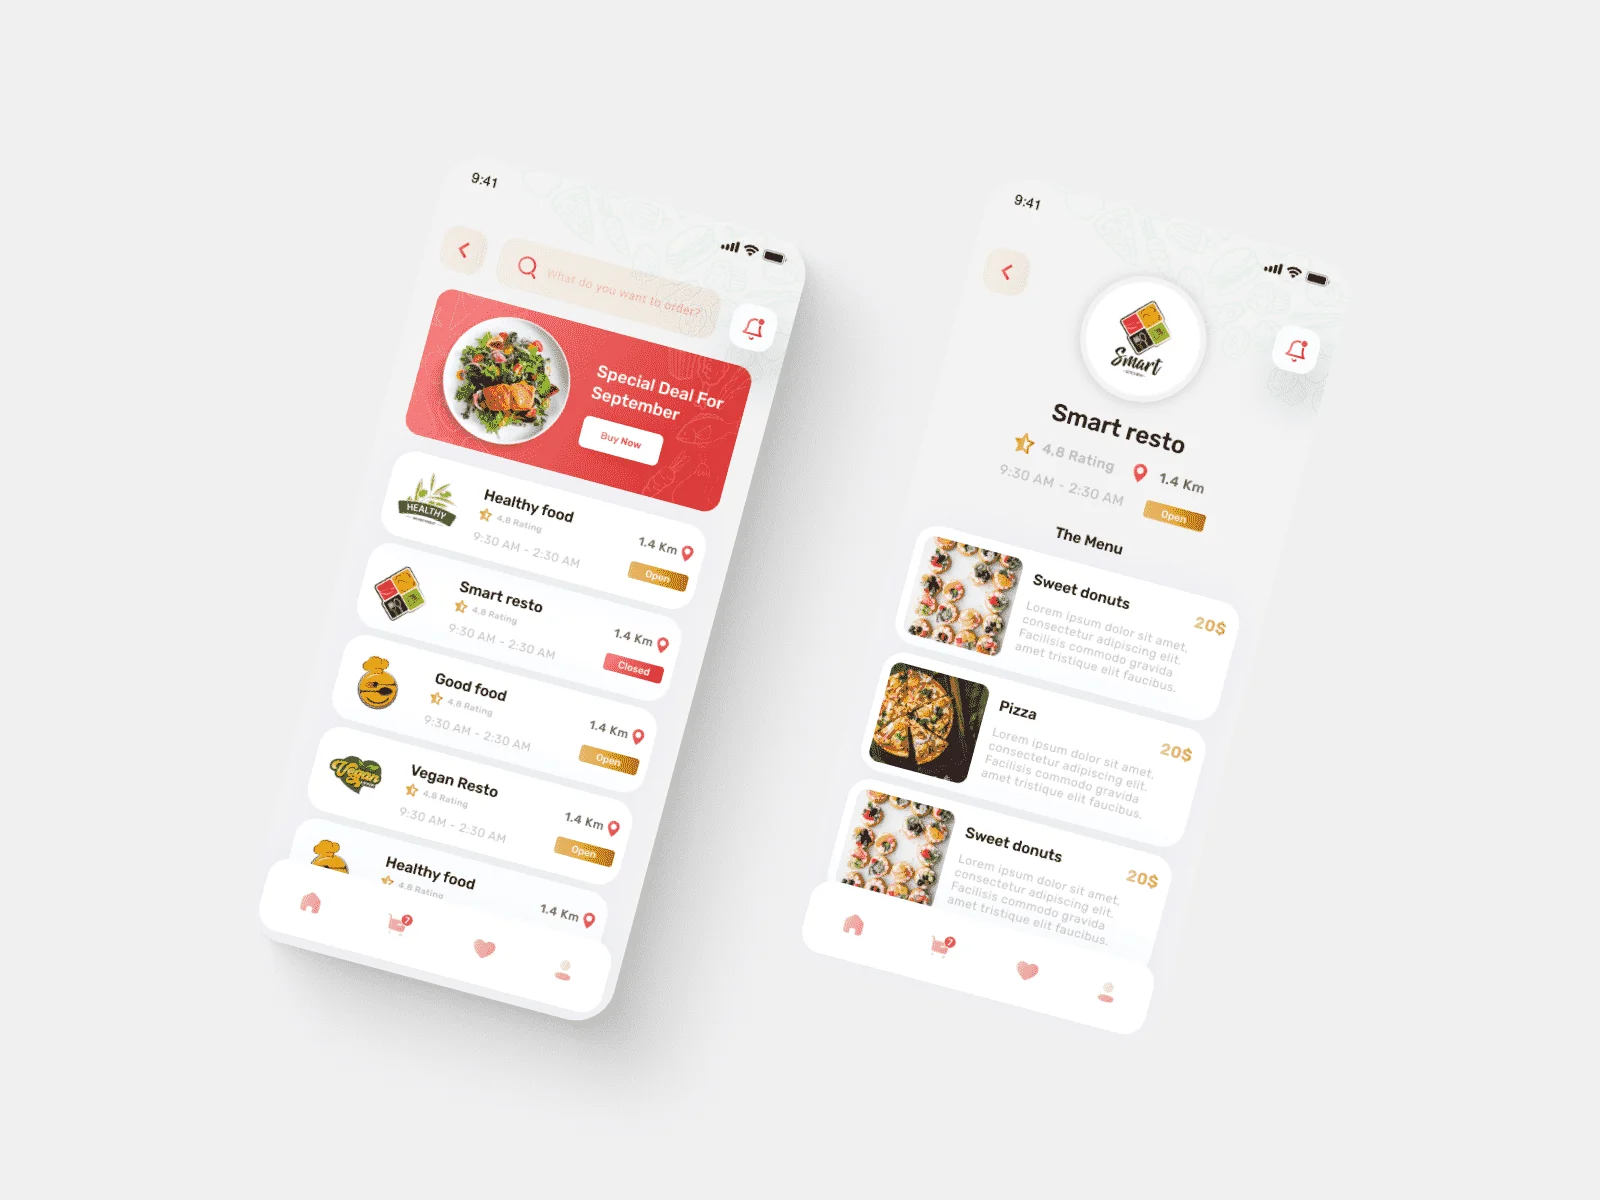 9:41
What do you want to order?
Special Deal For
September
Buy Now
HEALTHY
Healthy food
4.8 Rating
9:30 AM - 2:30 AM
1.4 Km
Open
Smart resto
4.8 Rating
9:30 AM - 2:30 AM
1.4 Km
Closed
Good food
4.8 Rating
9:30 AM - 2:30 AM
1.4 Km
Open
Vegan
Vegan Resto
4.8 Rating
9:30 AM - 2:30 AM
1.4 Km
Open
Healthy food
4.8 Rating
1.4 Km
7
9:41
Smart
Smart resto
4.8 Rating
1.4 Km
9:30 AM - 2:30 AM
Open
The Menu
Sweet donuts
Lorem ipsum dolor sit amet,
consectetur adipiscing elit.
Facilisis commodo gravida
amet tristique elit faucibus.
20$
Pizza
Lorem ipsum dolor sit amet,
consectetur adipiscing elit.
Facilisis commodo gravida
amet tristique elit faucibus.
20$
Sweet donuts
Lorem ipsum dolor sit amet,
consectetur adipiscing elit.
Facilisis commodo gravida
amet tristique elit faucibus.
20$
7